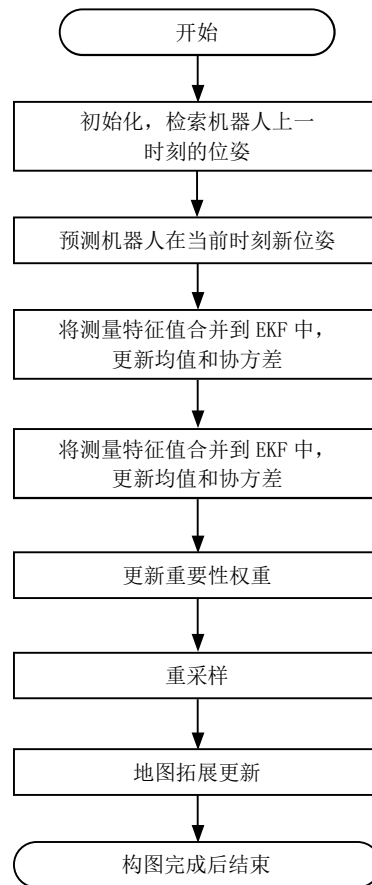 开始
初始化，检索机器人上一
时刻的位姿
预测机器人在当前时刻新位姿
将测量特征值合并到 EKF 中，
更新均值和协方差
将测量特征值合并到 EKF 中，
更新均值和协方差
更新重要性权重
重采样
地图拓展更新
构图完成后结束